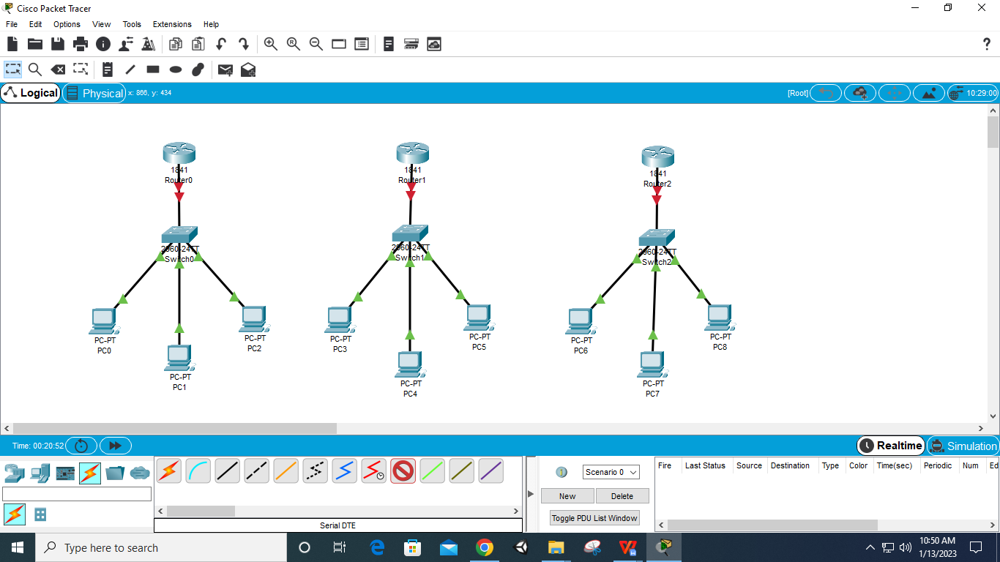 Cisco Packet Tracer
File Edit Options View Tools Extensions Help
?
Logical Physical x: 866, y: 434 [Root] 10:29:00
1841
Router0
1841
Router1
1841
Router2
2960-24TT
Switch0
2960-24TT
Switch1
2960-24TT
Switch2
PC-PT
PC0
PC-PT
PC1
PC-PT
PC2
PC-PT
PC3
PC-PT
PC4
PC-PT
PC5
PC-PT
PC6
PC-PT
PC7
PC-PT
PC8
Time: 00:20:52 Realtime Simulation
Scenario 0
New Delete
Toggle PDU List Window
Fire Last Status Source Destination Type Color Time(sec) Periodic Num Ed
Serial DTE
Type here to search
10:50 AM
1/13/2023